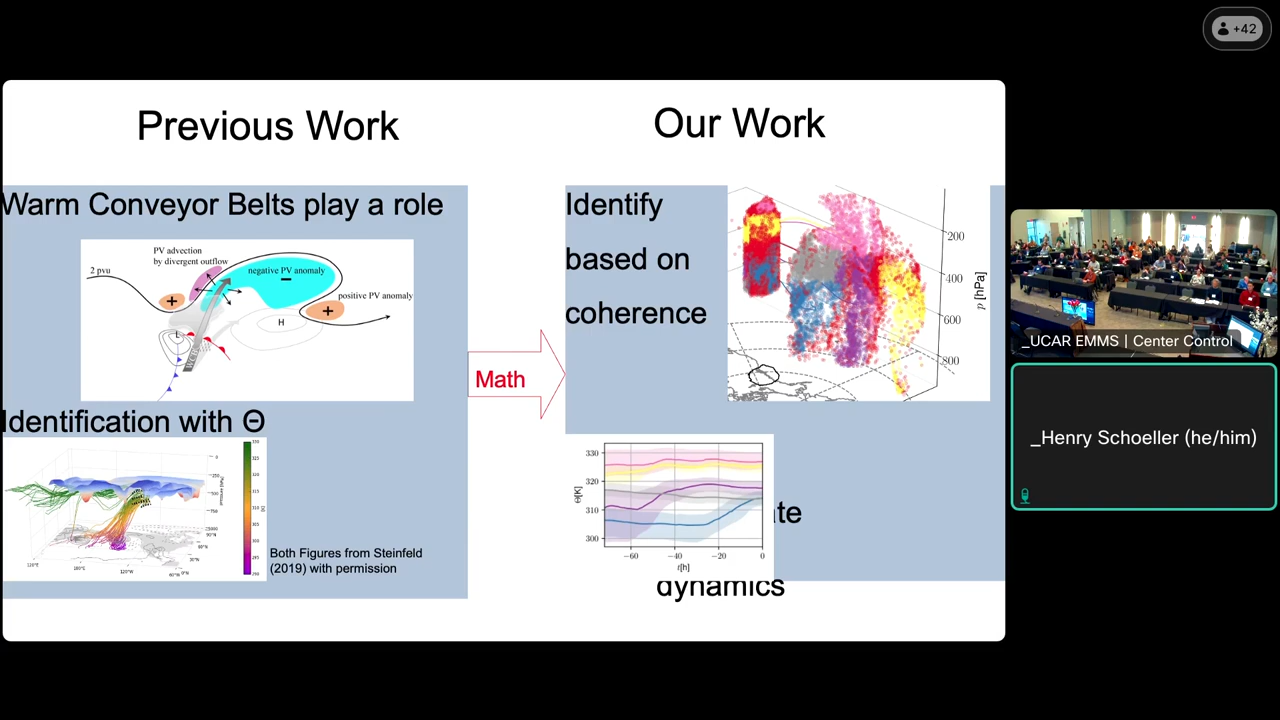 +42
Previous Work
Our Work
Warm Conveyor Belts play a role
PV advection
by divergent outflow
2 pvu
negative PV anomaly
positive PV anomaly
H
L
Identification with Θ
Both Figures from Steinfeld
(2019) with permission
Math
Identify
based on
coherence
200
400
600
800
p [hPa]
330
320
310
300
Θ[K]
−60
−40
−20
0
t[h]
dynamics
_UCAR EMMS | Center Control
_Henry Schoeller (he/him)